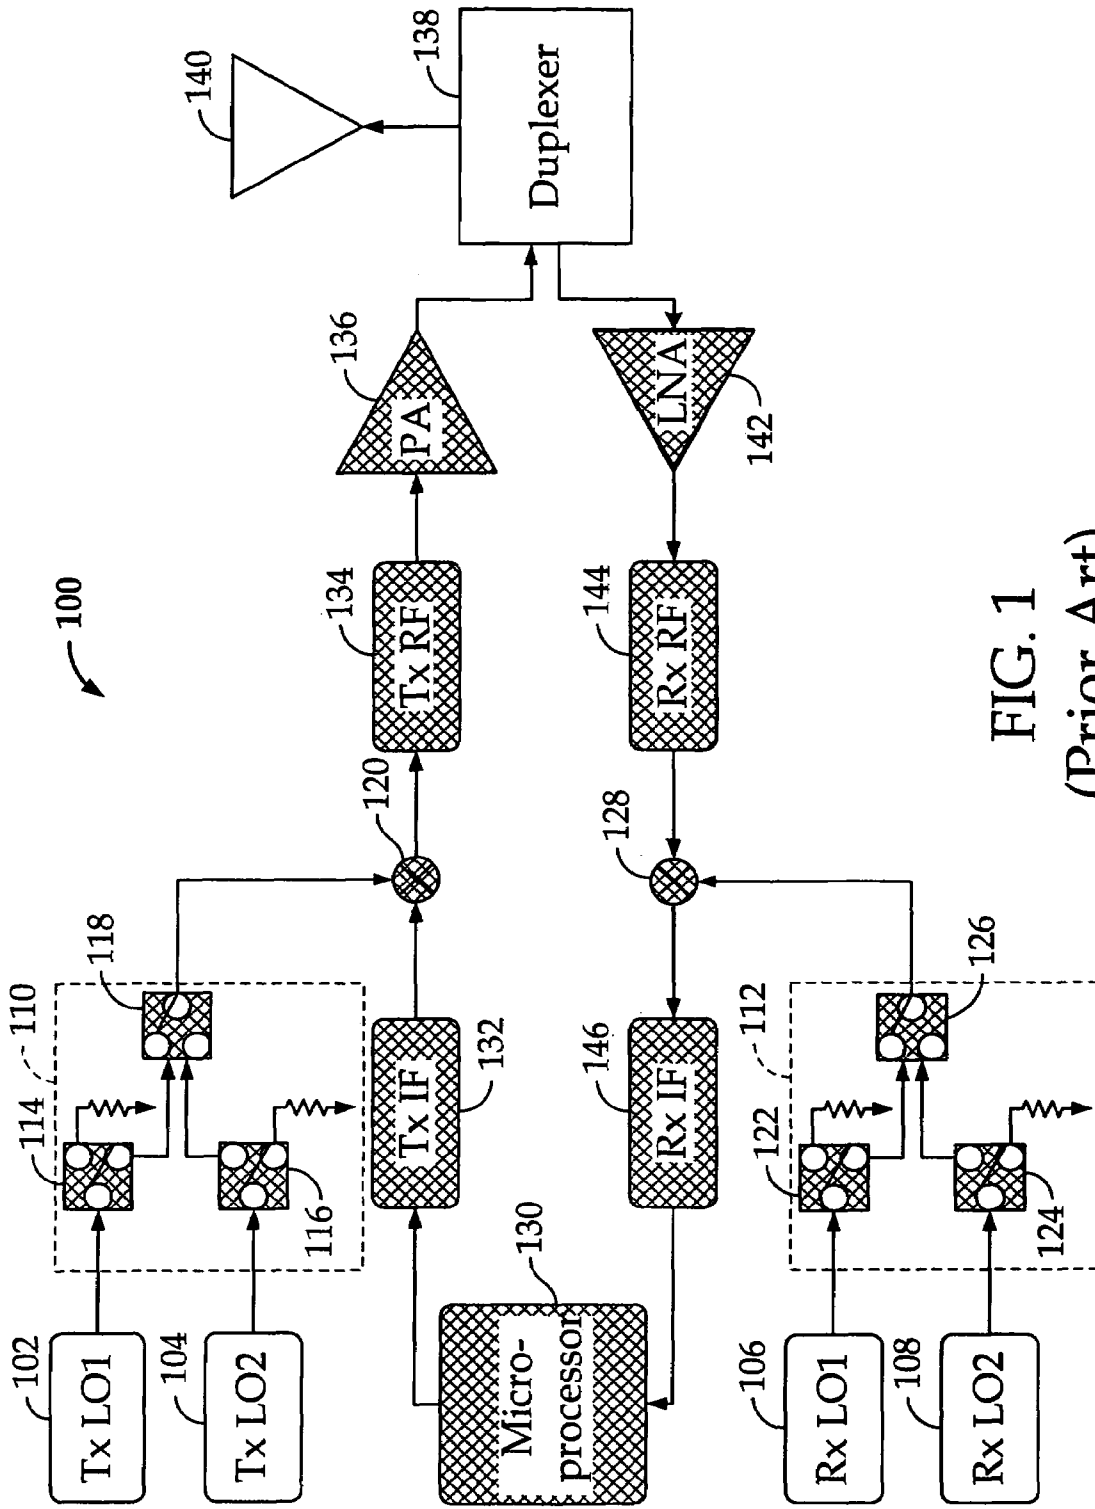 100
102
Tx LO1
104
Tx LO2
110
114
116
118
120
Micro-
processor
130
Tx IF
132
Tx RF
134
PA
136
Duplexer
138
140
LNA
142
Rx RF
144
128
Rx IF
146
106
Rx LO1
108
Rx LO2
112
122
124
126
FIG. 1
(Prior Art)